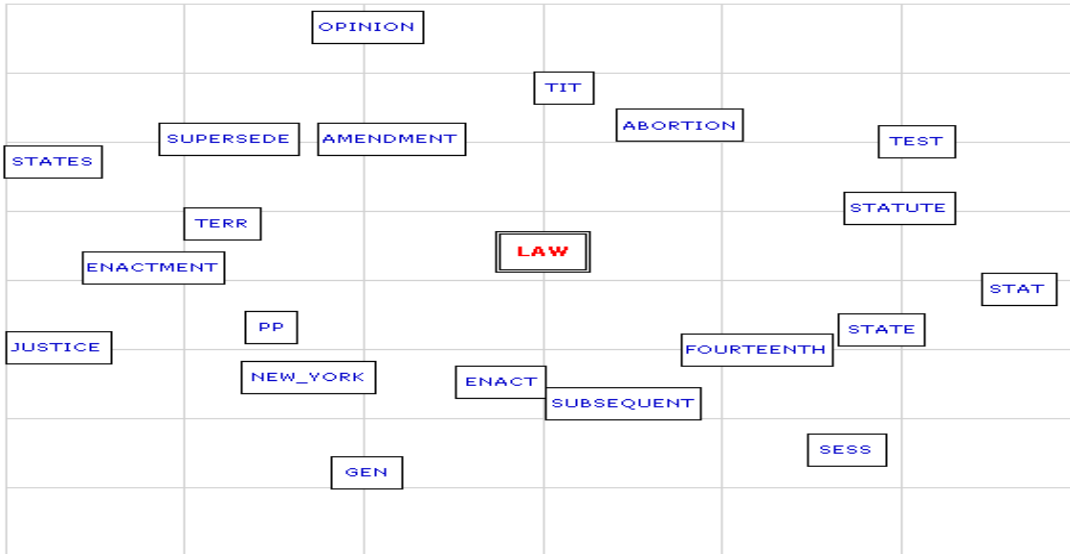 OPINION
TIT
ABORTION
SUPERSEDE
AMENDMENT
TEST
STATES
STATUTE
TERR
LAW
ENACTMENT
STAT
PP
STATE
JUSTICE
FOURTEENTH
NEW_YORK
ENACT
SUBSEQUENT
SESS
GEN